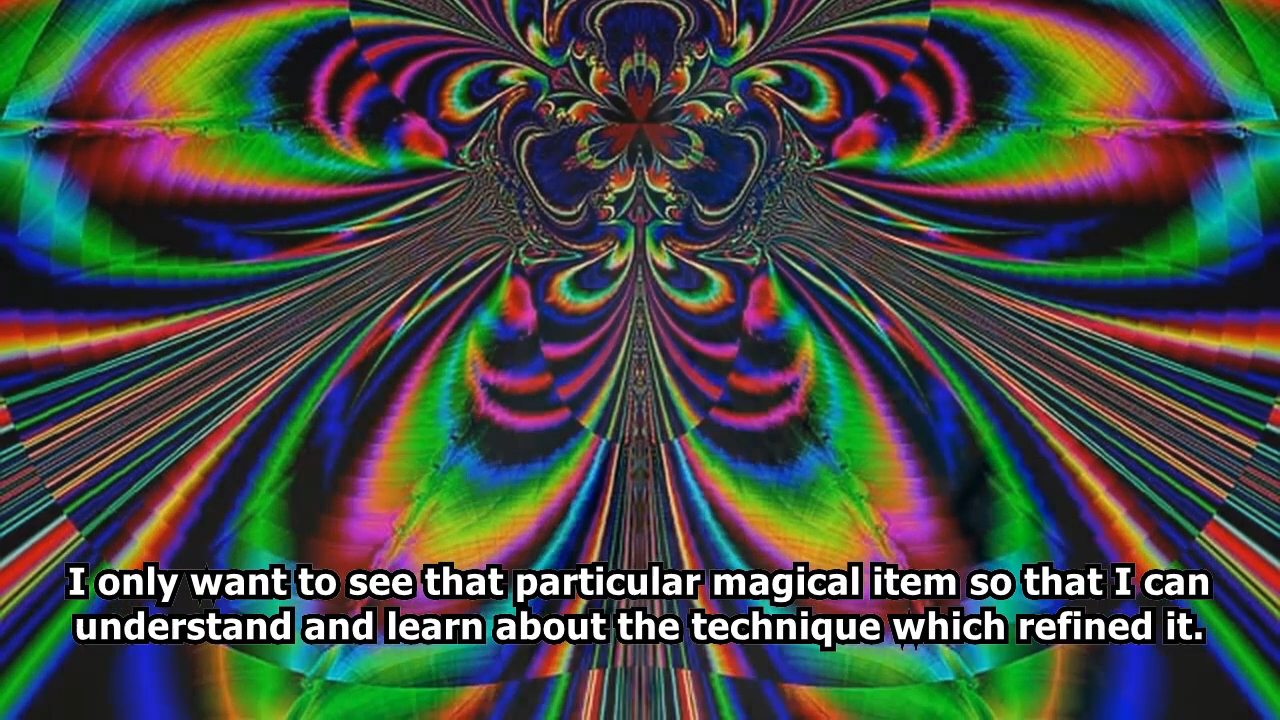 I only want to see that particular magical item so that I can
understand and learn about the technique which refined it.